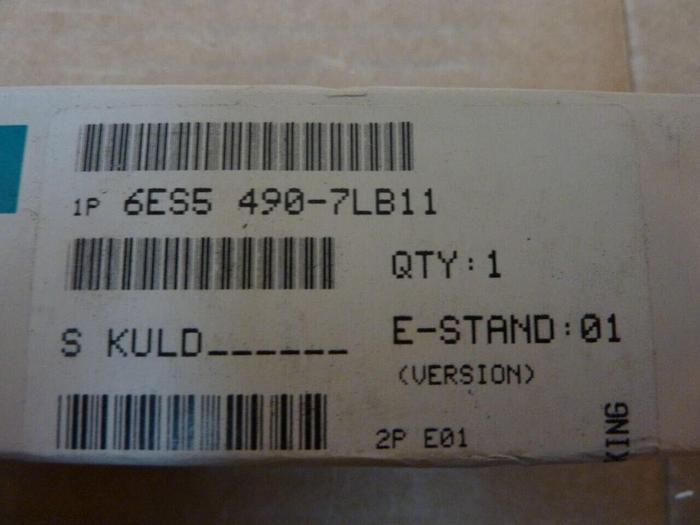 1P 6ES5 490-7LB11
QTY:1
S KULD______
E-STAND:01
(VERSION)
2P E01
KING